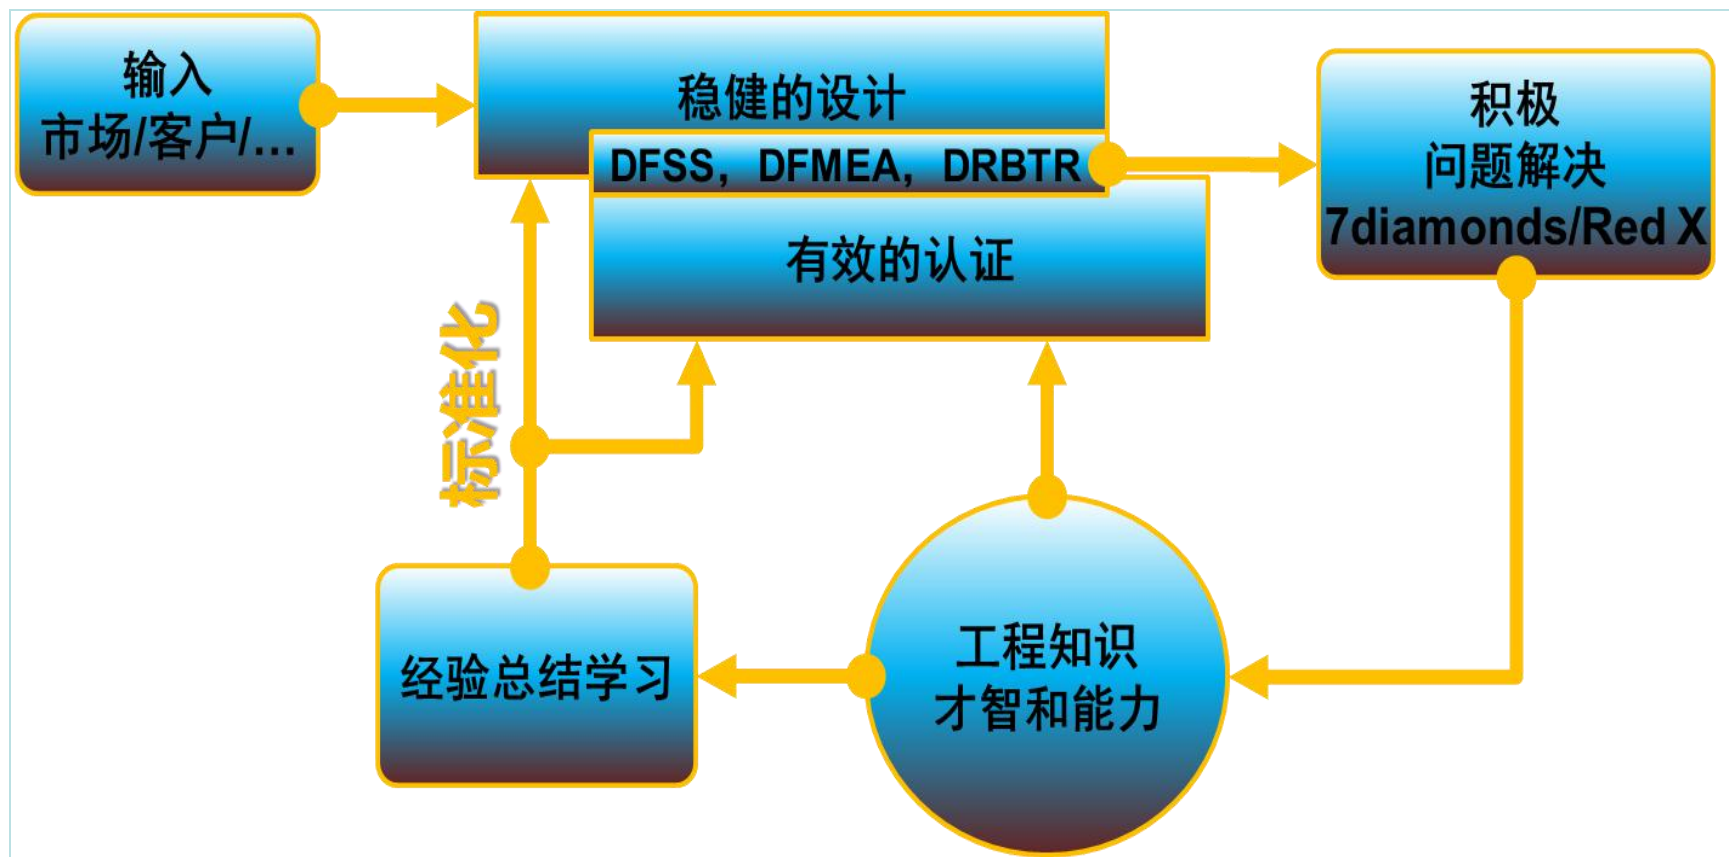 输入
市场/客户/...
稳健的设计
DFSS，DFMEA，DRBTR
有效的认证
积极
问题解决
7diamonds/Red X
标准化
经验总结学习
工程知识
才智和能力